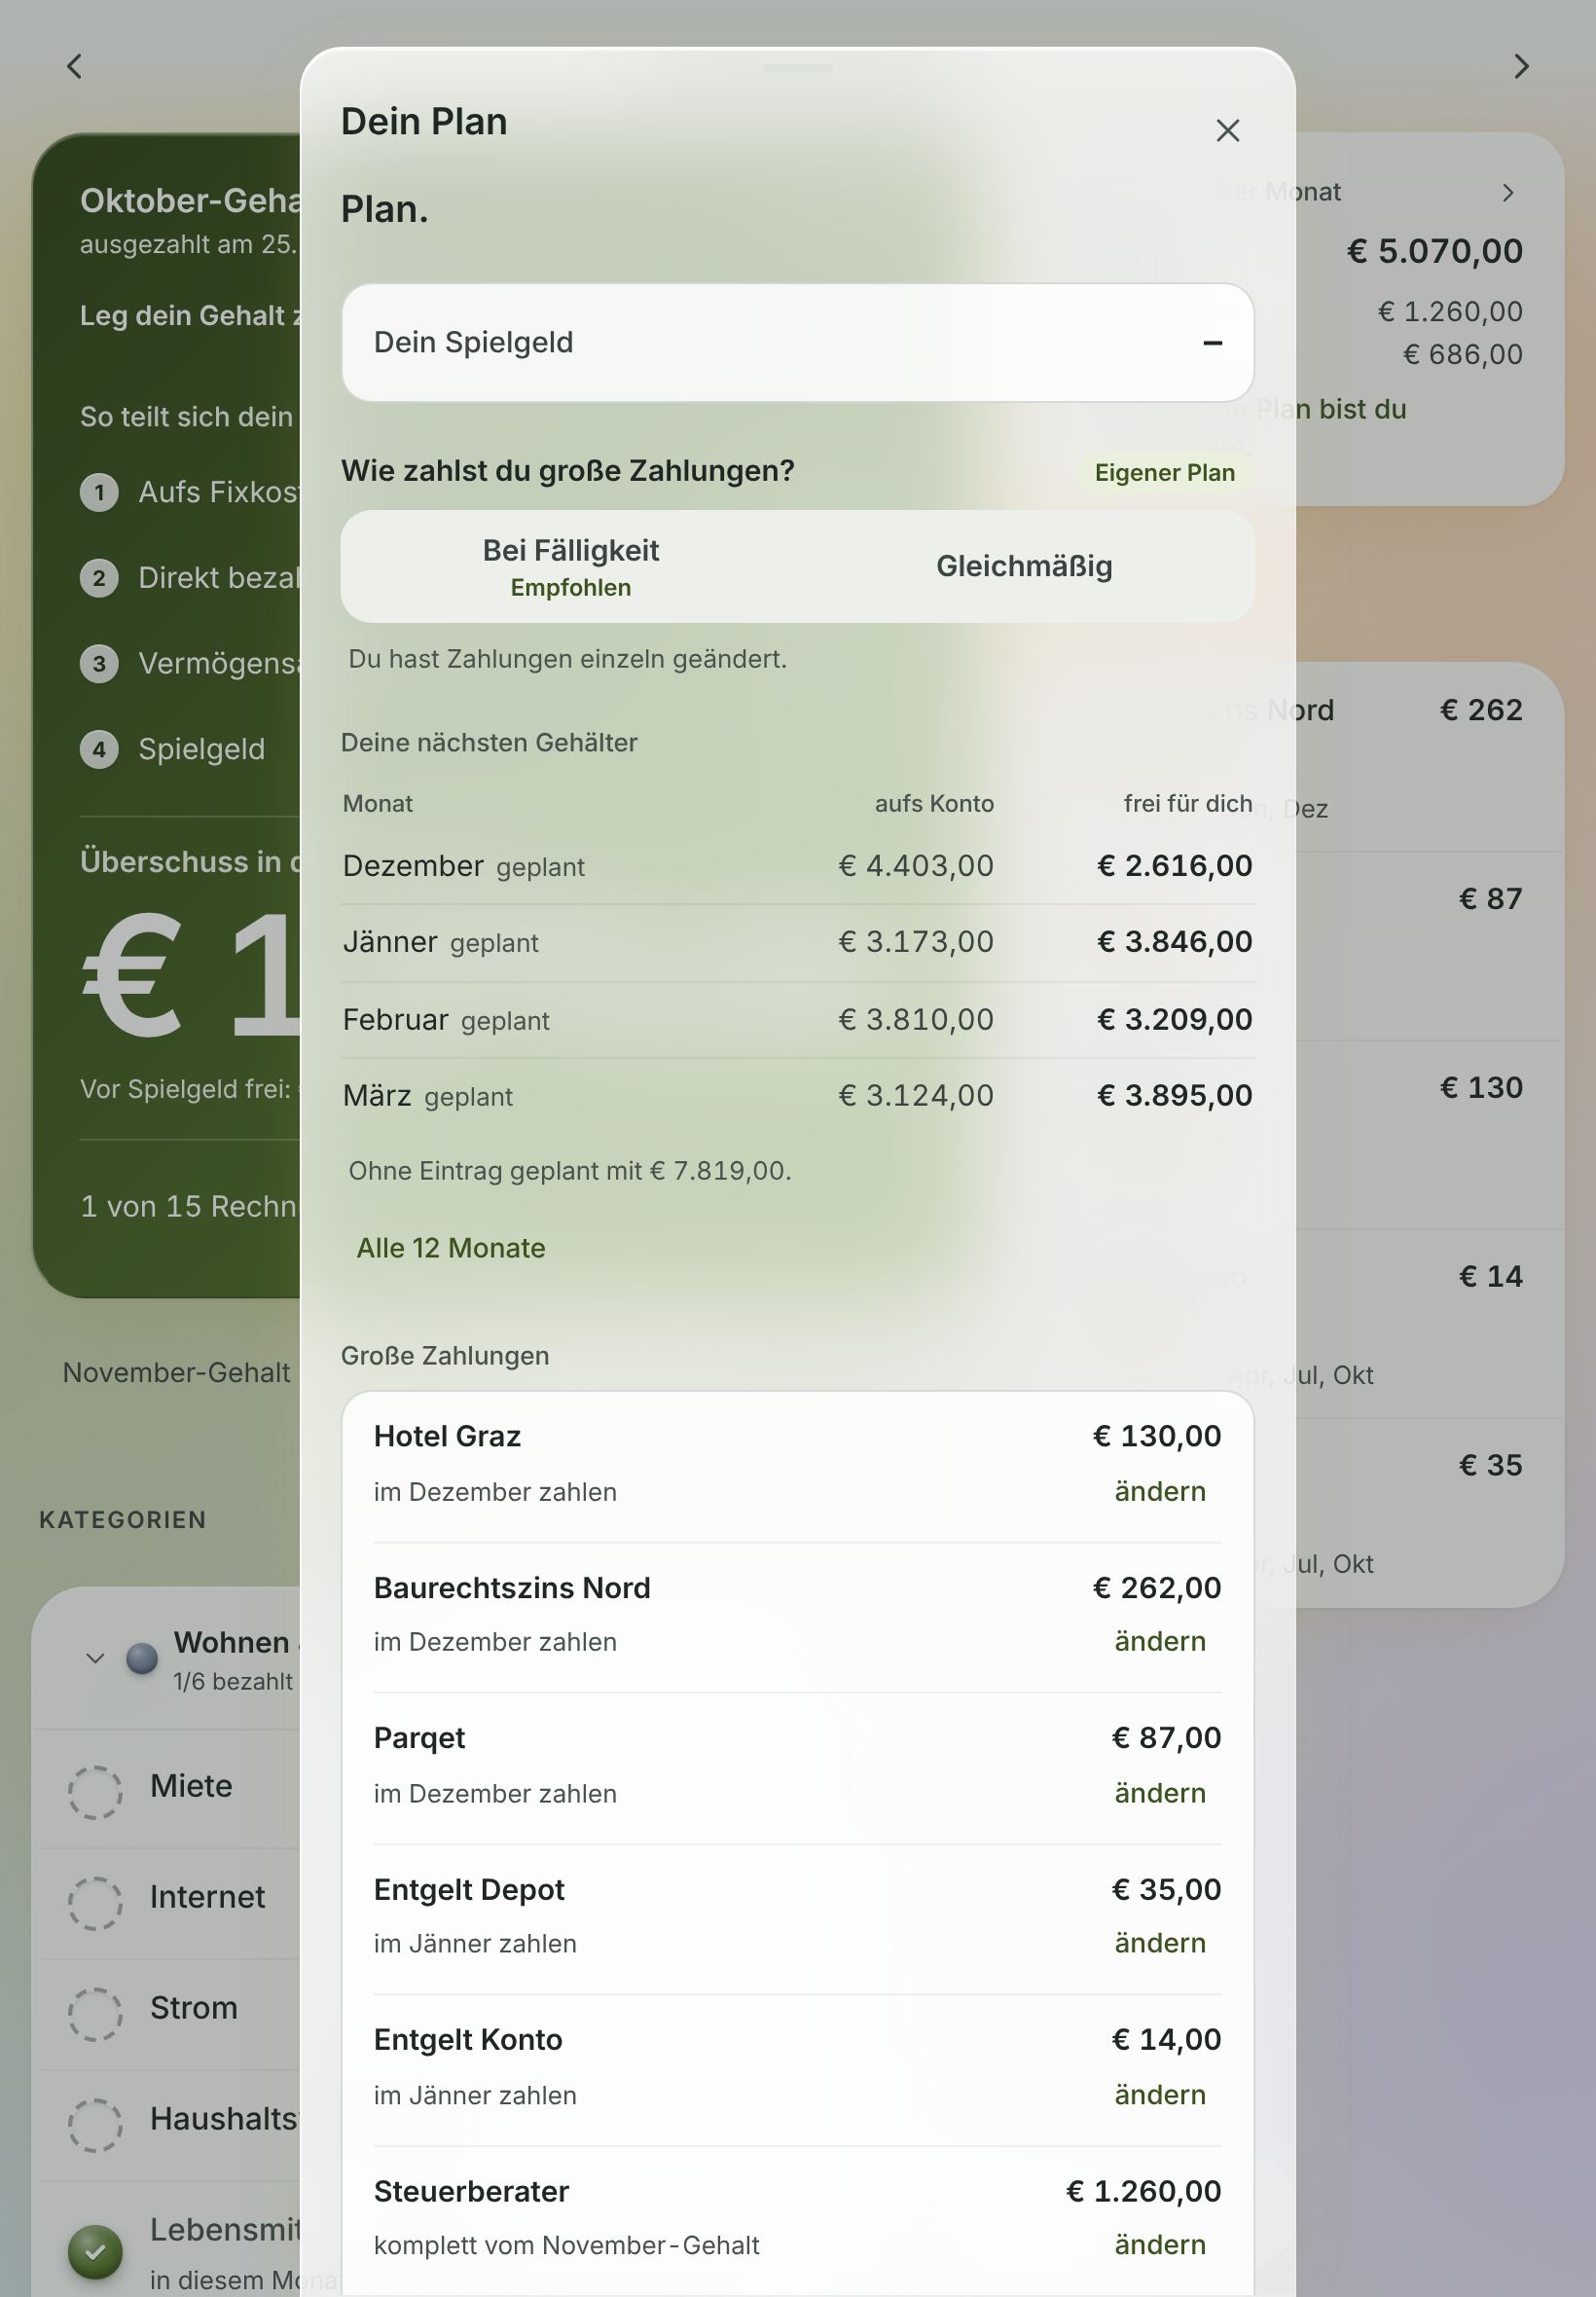 Dein Plan
Plan.
Dein Spielgeld –
Wie zahlst du große Zahlungen? Eigener Plan
Bei Fälligkeit
Empfohlen
Gleichmäßig
Du hast Zahlungen einzeln geändert.
Deine nächsten Gehälter
Monat aufs Konto frei für dich
Dezember geplant € 4.403,00 € 2.616,00
Jänner geplant € 3.173,00 € 3.846,00
Februar geplant € 3.810,00 € 3.209,00
März geplant € 3.124,00 € 3.895,00
Ohne Eintrag geplant mit € 7.819,00.
Alle 12 Monate
Große Zahlungen
Hotel Graz € 130,00
im Dezember zahlen ändern
Baurechtszins Nord € 262,00
im Dezember zahlen ändern
Parqet € 87,00
im Dezember zahlen ändern
Entgelt Depot € 35,00
im Jänner zahlen ändern
Entgelt Konto € 14,00
im Jänner zahlen ändern
Steuerberater € 1.260,00
komplett vom November-Gehalt ändern
Oktober-Geha
ausgezahlt am 25.
Leg dein Gehalt
So teilt sich dein
1 Aufs Fixkos
2 Direkt beza
3 Vermögens
4 Spielgeld
Überschuss in
€ 1
Vor Spielgeld frei:
1 von 15 Rechn
November-Gehalt
KATEGORIEN
Wohnen
1/6 bezahlt
Miete
Internet
Strom
Haushalts
Lebensmit
in diesem Mona
er Monat
€ 5.070,00
€ 1.260,00
€ 686,00
Plan bist du
ns Nord € 262
Dez
€ 87
€ 130
€ 14
Apr, Jul, Okt
€ 35
Jul, Okt